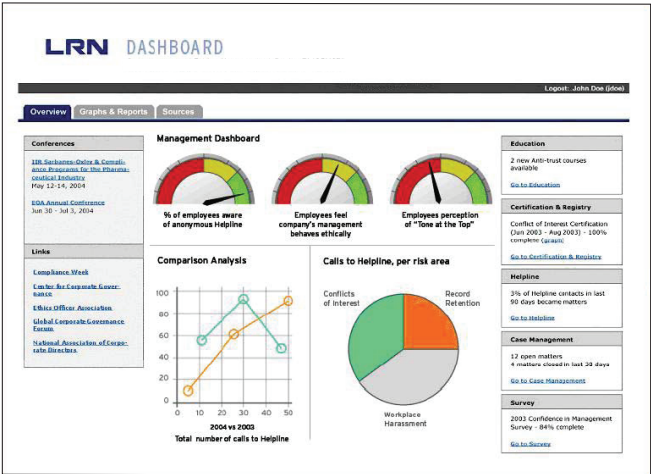 LRN DASHBOARD
Logost: John Doe (jdoe)
Overview
Graphs & Reports
Sources
Conferences
IIR Sarbanes-Oxley & Compli-
ance Programs for the Pharma-
ceutical Industry
May 12-14, 2004
EOA Annual Conference
Jun 30 - Jul 3, 2004
Links
Compliance Week
Center for Corporate Gover-
nance
Ethics Officer Association
Global Corporate Governance
Forum
National Association of Corpo-
rate Directors
Management Dashboard
% of employees aware
of anonymous Helpline
Employees feel
company's management
behaves ethically
Employees perception
of "Tone at the Top"
Comparison Analysis
100
80
60
40
20
0
0 10 20 30 40 50
2004 vs 2003
Total number of calls to Helpline
Calls to Helpline, per risk area
Conflicts
of Interest
Record
Retention
Workplace
Harassment
Education
2 new Anti-trust courses
available
Go to Education
Certification & Registry
Conflict of Interest Certification
(Jun 2003 - Aug 2003) - 100%
complete (graph)
Go to Certification & Registry
Helpline
3% of Helpline contacts in last
90 days became matters
Go to Helpline
Case Management
12 open matters
4 matters closed in last 30 days
Go to Case Management
Survey
2003 Confidence in Management
Survey - 84% complete
Go to Survey